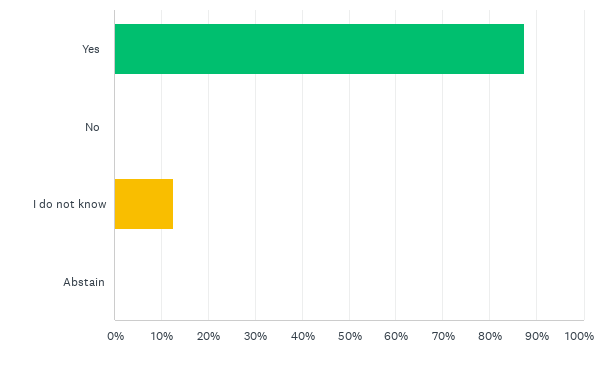 Yes
No
I do not know
Abstain
0% 10% 20% 30% 40% 50% 60% 70% 80% 90% 100%